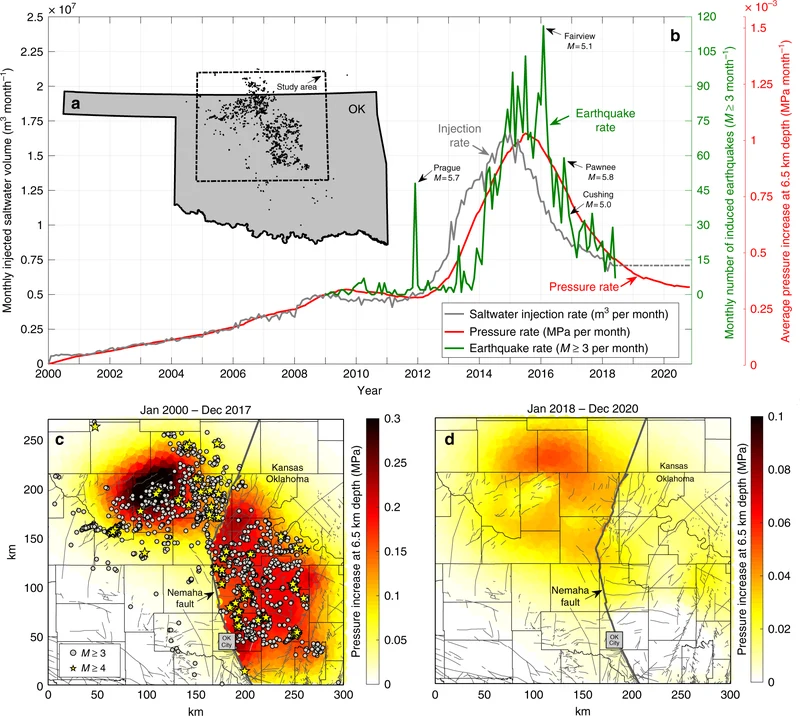 × 10⁷
2.5
2.25
2
1.75
1.5
1.25
1
0.75
0.5
0.25
0
Monthly injected saltwater volume (m³ month⁻¹)
a
Study area
OK
b
Fairview
M = 5.1
Earthquake
rate
Injection
rate
Prague
M = 5.7
Pawnee
M = 5.8
Cushing
M = 5.0
Pressure rate
Saltwater injection rate (m³ per month)
Pressure rate (MPa per month)
Earthquake rate (M ≥ 3 per month)
2000
2002
2004
2006
2008
2010
2012
2014
2016
2018
2020
Year
120
105
90
75
60
45
30
15
0
Monthly number of induced earthquakes (M ≥ 3 month⁻¹)
× 10⁻³
1.5
1.25
1
0.75
0.5
0.25
0
Average pressure increase at 6.5 km depth (MPa month⁻¹)
Jan 2000 – Dec 2017
c
250
200
150
100
50
0
km
Kansas
Oklahoma
Nemaha
fault
OK
City
M ≥ 3
M ≥ 4
0
50
100
150
200
250
300
km
0.3
0.25
0.2
0.15
0.1
0.05
0
Pressure increase at 6.5 km depth (MPa)
Jan 2018 – Dec 2020
d
Kansas
Oklahoma
Nemaha
fault
OK
City
0
50
100
150
200
250
300
km
0.1
0.08
0.06
0.04
0.02
0
Pressure increase at 6.5 km depth (MPa)